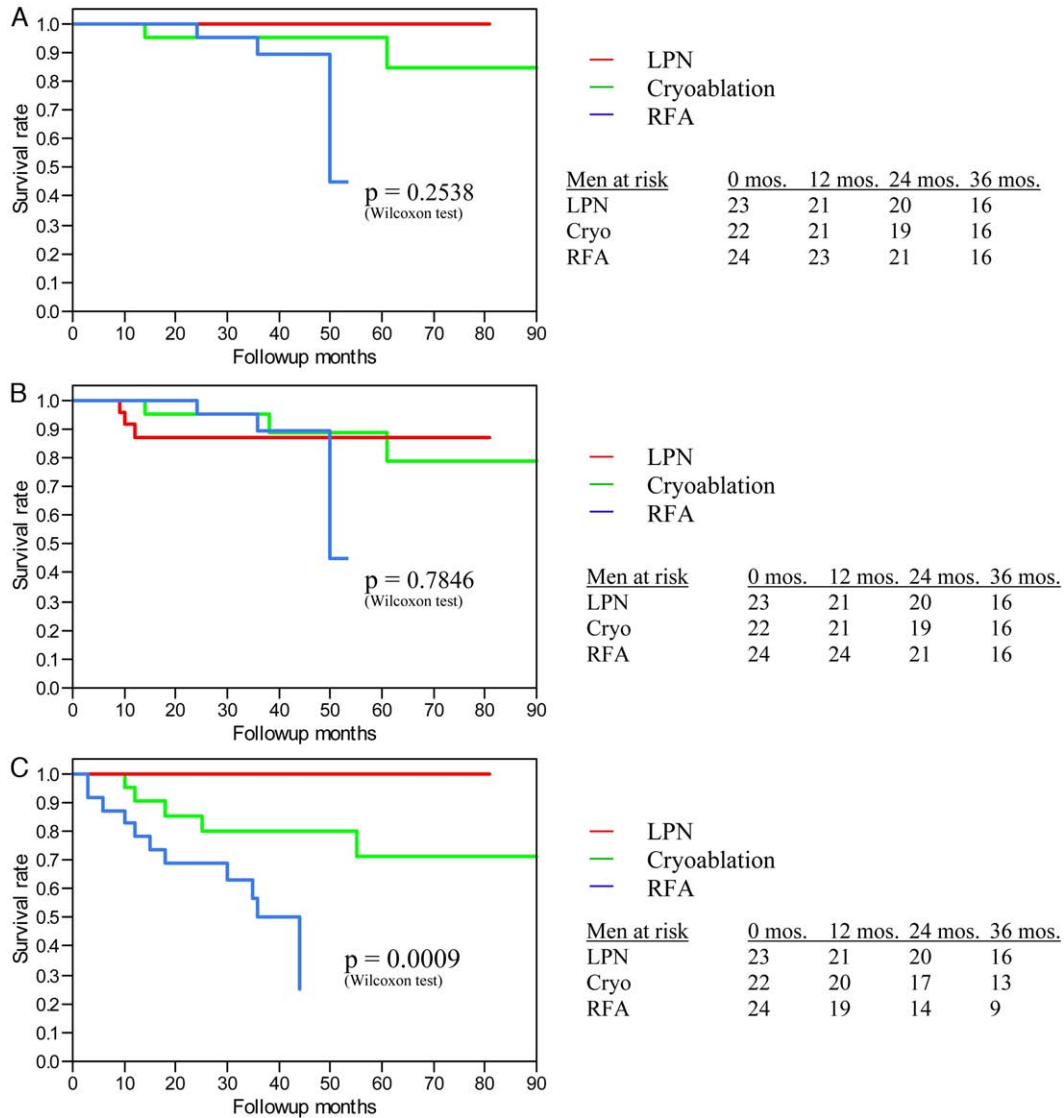 A
1.0
0.9
0.8
0.7
0.6
0.5
0.4
0.3
0.2
0.1
0.0
Survival rate
0 10 20 30 40 50 60 70 80 90
Followup months
p = 0.2538
(Wilcoxon test)
LPN
Cryoablation
RFA
Men at risk 0 mos. 12 mos. 24 mos. 36 mos.
LPN 23 21 20 16
Cryo 22 21 19 16
RFA 24 23 21 16
B
1.0
0.9
0.8
0.7
0.6
0.5
0.4
0.3
0.2
0.1
0.0
Survival rate
0 10 20 30 40 50 60 70 80 90
Followup months
p = 0.7846
(Wilcoxon test)
LPN
Cryoablation
RFA
Men at risk 0 mos. 12 mos. 24 mos. 36 mos.
LPN 23 21 20 16
Cryo 22 21 19 16
RFA 24 24 21 16
C
1.0
0.9
0.8
0.7
0.6
0.5
0.4
0.3
0.2
0.1
0.0
Survival rate
0 10 20 30 40 50 60 70 80 90
Followup months
p = 0.0009
(Wilcoxon test)
LPN
Cryoablation
RFA
Men at risk 0 mos. 12 mos. 24 mos. 36 mos.
LPN 23 21 20 16
Cryo 22 20 17 13
RFA 24 19 14 9